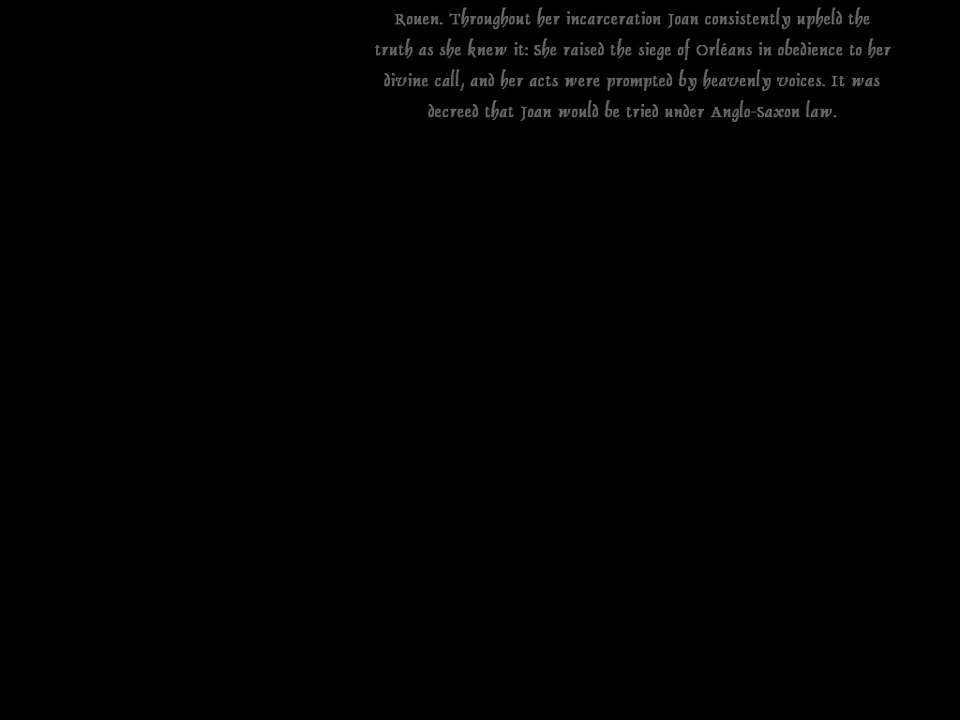 Rouen. Throughout her incarceration Joan consistently upheld the
truth as she knew it: She raised the siege of Orléans in obedience to her
divine call, and her acts were prompted by heavenly voices. It was
decreed that Joan would be tried under Anglo-Saxon law.